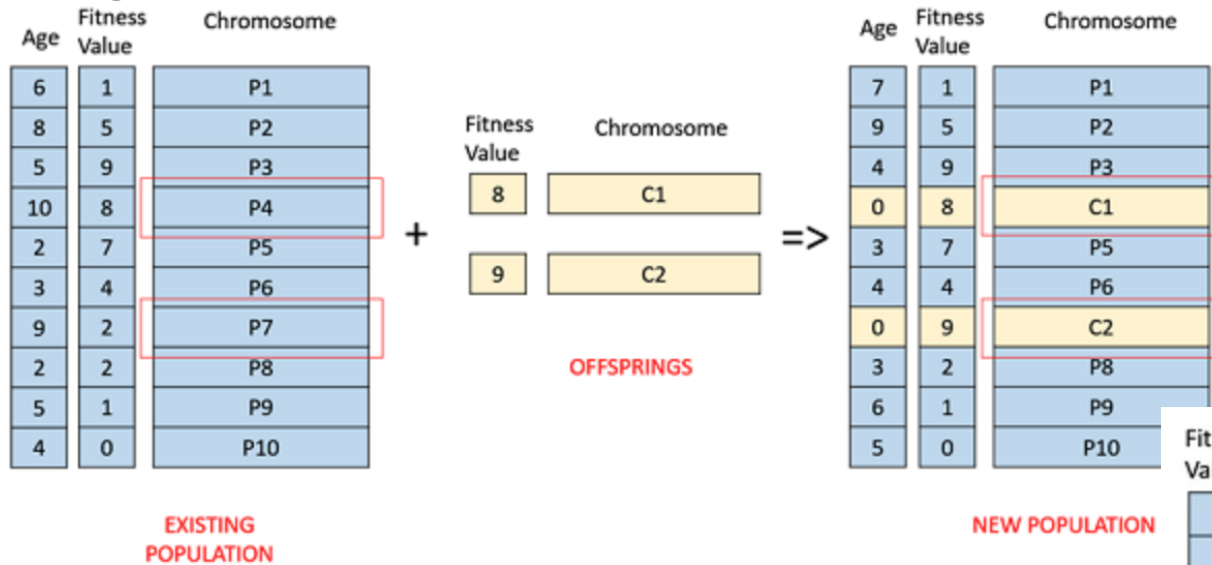 Age Fitness Value Chromosome
6 1 P1
8 5 P2
5 9 P3
10 8 P4
2 7 P5
3 4 P6
9 2 P7
2 2 P8
5 1 P9
4 0 P10
EXISTING
POPULATION
+
Fitness Value Chromosome
8 C1
9 C2
OFFSPRINGS
=>
Age Fitness Value Chromosome
7 1 P1
9 5 P2
4 9 P3
0 8 C1
3 7 P5
4 4 P6
0 9 C2
3 2 P8
6 1 P9
5 0 P10
NEW POPULATION
Fit
Va